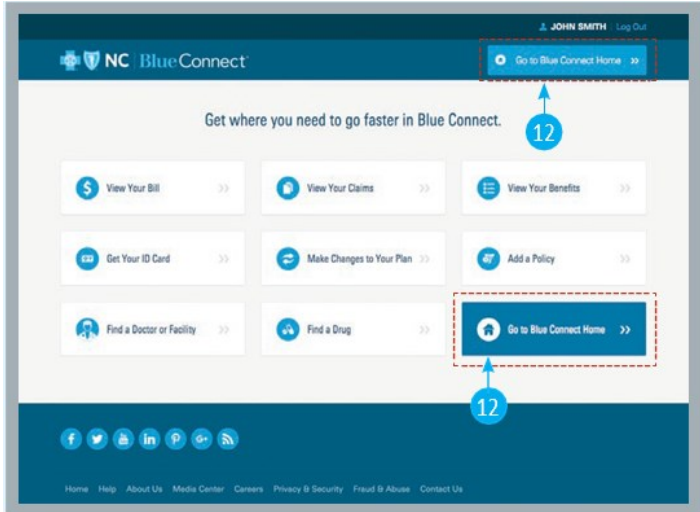 JOHN SMITH | Log Out
NC | Blue Connect
Go to Blue Connect Home »
12
Get where you need to go faster in Blue Connect.
$ View Your Bill »
View Your Claims »
View Your Benefits »
Get Your ID Card »
Make Changes to Your Plan »
Add a Policy »
Find a Doctor or Facility »
Find a Drug »
Go to Blue Connect Home »
12
Home Help About Us Media Center Careers Privacy & Security Fraud & Abuse Contact Us